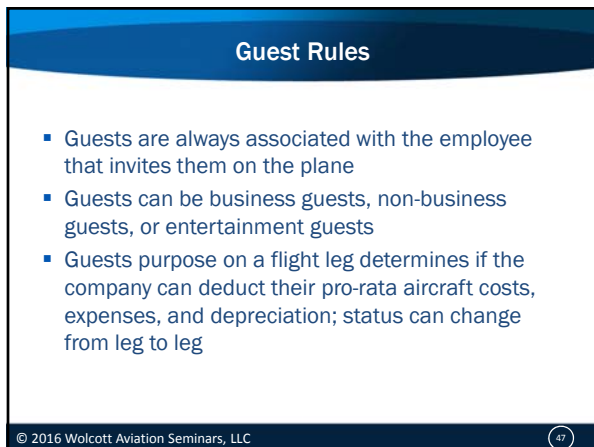 Guest Rules
▪ Guests are always associated with the employee
that invites them on the plane
▪ Guests can be business guests, non-business
guests, or entertainment guests
▪ Guests purpose on a flight leg determines if the
company can deduct their pro-rata aircraft costs,
expenses, and depreciation; status can change
from leg to leg
© 2016 Wolcott Aviation Seminars, LLC
47